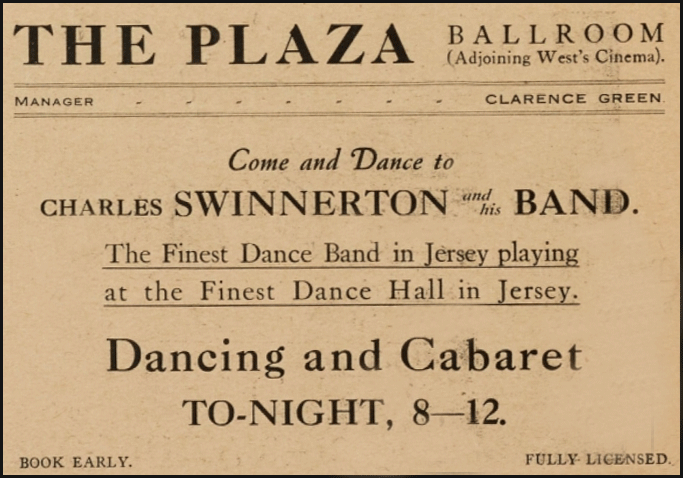 THE PLAZA BALLROOM
(Adjoining West's Cinema).
MANAGER - - - - - - - CLARENCE GREEN
Come and Dance to
CHARLES SWINNERTON and his BAND.
The Finest Dance Band in Jersey playing
at the Finest Dance Hall in Jersey.
Dancing and Cabaret
TO-NIGHT, 8—12.
BOOK EARLY. FULLY LICENSED.